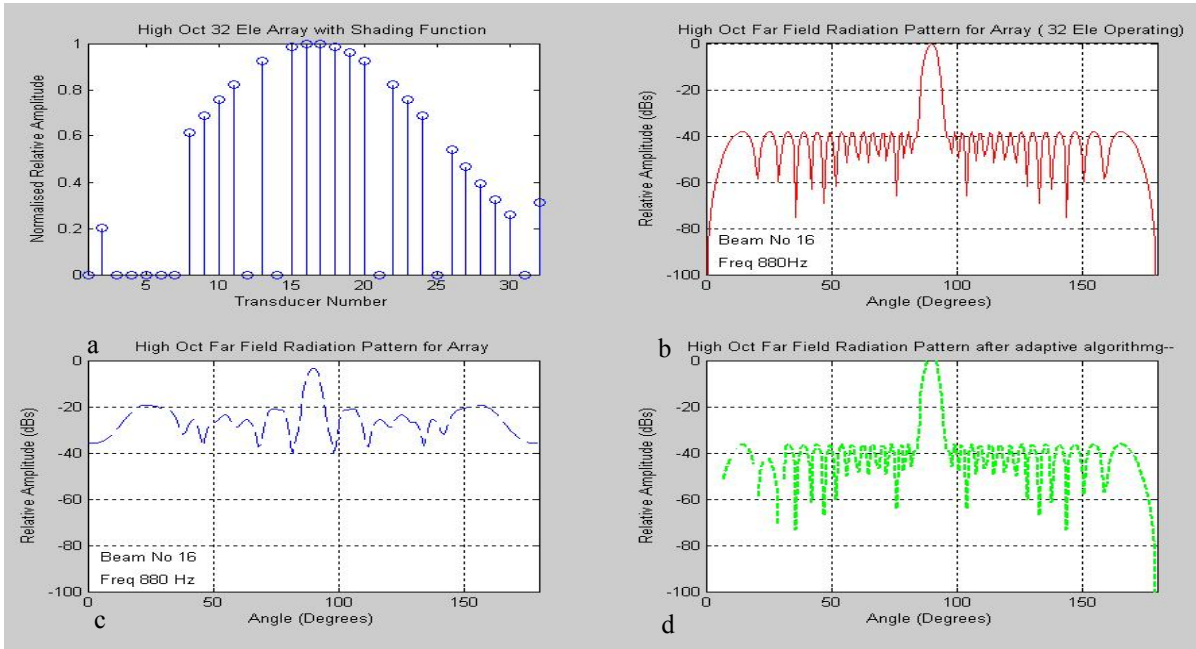 High Oct 32 Ele Array with Shading Function
1
0.8
0.6
0.4
0.2
0
Normalised Relative Amplitude
5 10 15 20 25 30
Transducer Number
a
High Oct Far Field Radiation Pattern for Array ( 32 Ele Operating)
0
-20
-40
-60
-80
-100
Relative Amplitude (dBs)
Beam No 16
Freq 880Hz
0 50 100 150
Angle (Degrees)
b
High Oct Far Field Radiation Pattern for Array
0
-20
-40
-60
-80
-100
Relative Amplitude (dBs)
Beam No 16
Freq 880 Hz
0 50 100 150
Angle (Degrees)
c
High Oct Far Field Radiation Pattern after adaptive algorithmg--
0
-20
-40
-60
-80
-100
Relative Amplitude (dBs)
0 50 100 150
Angle (Degrees)
d